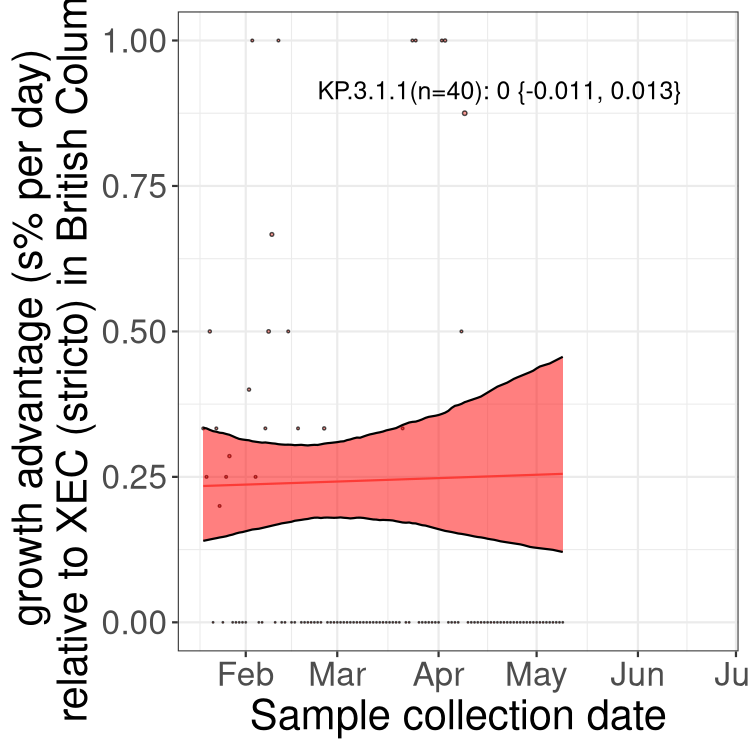 growth advantage (s% per day)
relative to XEC (stricto) in British Colum
1.00
0.75
0.50
0.25
0.00
KP.3.1.1(n=40): 0 {-0.011, 0.013}
Feb Mar Apr May Jun Ju
Sample collection date